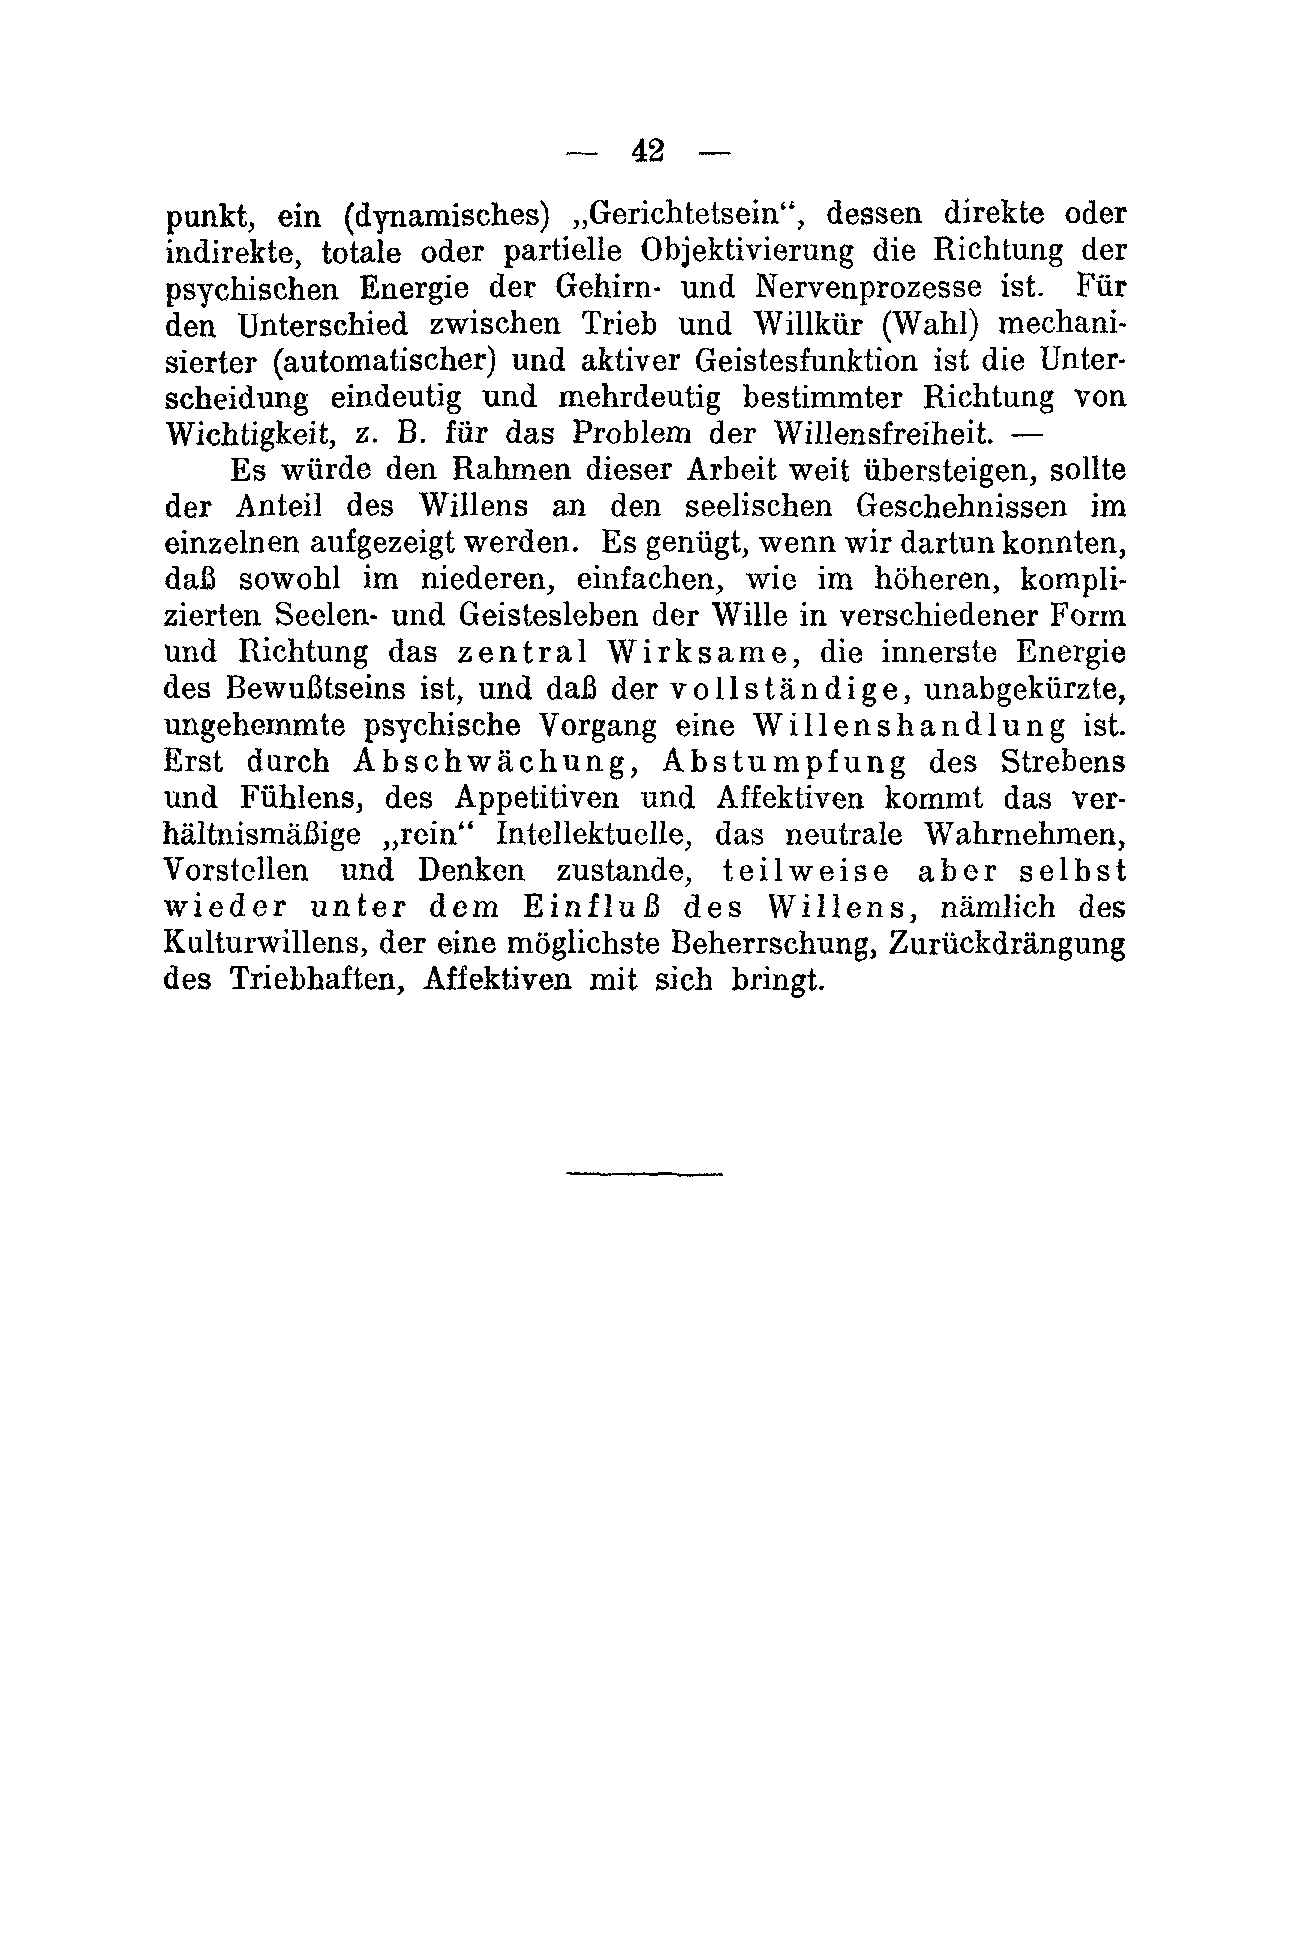 — 42 —
punkt, ein (dynamisches) „Gerichtetsein“, dessen direkte oder
indirekte, totale oder partielle Objektivierung die Richtung der
psychischen Energie der Gehirn- und Nervenprozesse ist. Für
den Unterschied zwischen Trieb und Willkür (Wahl) mechani-
sierter (automatischer) und aktiver Geistesfunktion ist die Unter-
scheidung eindeutig und mehrdeutig bestimmter Richtung von
Wichtigkeit, z. B. für das Problem der Willensfreiheit. —
Es würde den Rahmen dieser Arbeit weit übersteigen, sollte
der Anteil des Willens an den seelischen Geschehnissen im
einzelnen aufgezeigt werden. Es genügt, wenn wir dartun konnten,
daß sowohl im niederen, einfachen, wie im höheren, kompli-
zierten Seelen- und Geistesleben der Wille in verschiedener Form
und Richtung das zentral Wirksame, die innerste Energie
des Bewußtseins ist, und daß der vollständige, unabgekürzte,
ungehemmte psychische Vorgang eine Willenshandlung ist.
Erst durch Abschwächung, Abstumpfung des Strebens
und Fühlens, des Appetitiven und Affektiven kommt das ver-
hältnismäßige „rein“ Intellektuelle, das neutrale Wahrnehmen,
Vorstellen und Denken zustande, teilweise aber selbst
wieder unter dem Einfluß des Willens, nämlich des
Kulturwillens, der eine möglichste Beherrschung, Zurückdrängung
des Triebhaften, Affektiven mit sich bringt.